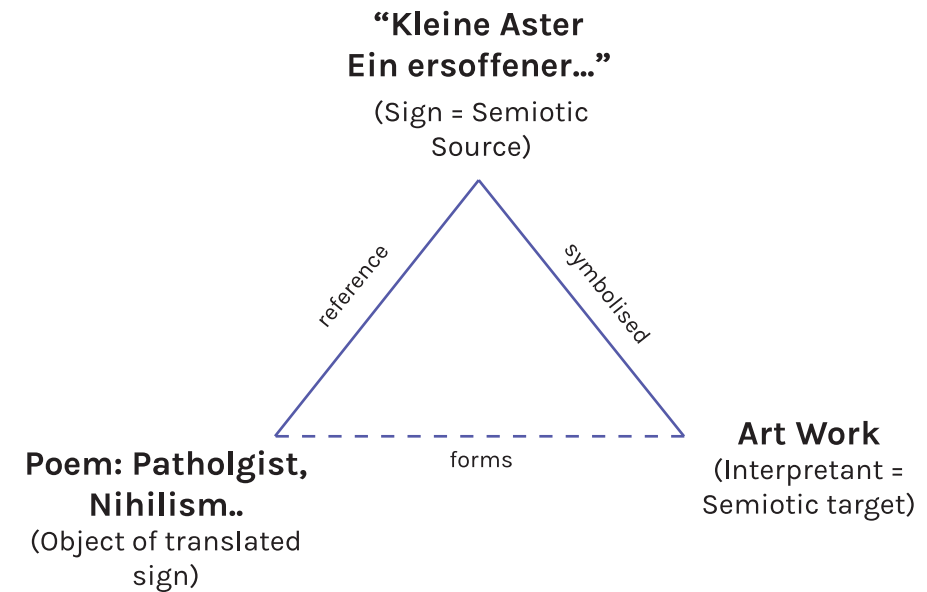 “Kleine Aster
Ein ersoffener...”
(Sign = Semiotic
Source)
reference
symbolised
forms
Poem: Patholgist,
Nihilism..
(Object of translated
sign)
Art Work
(Interpretant =
Semiotic target)